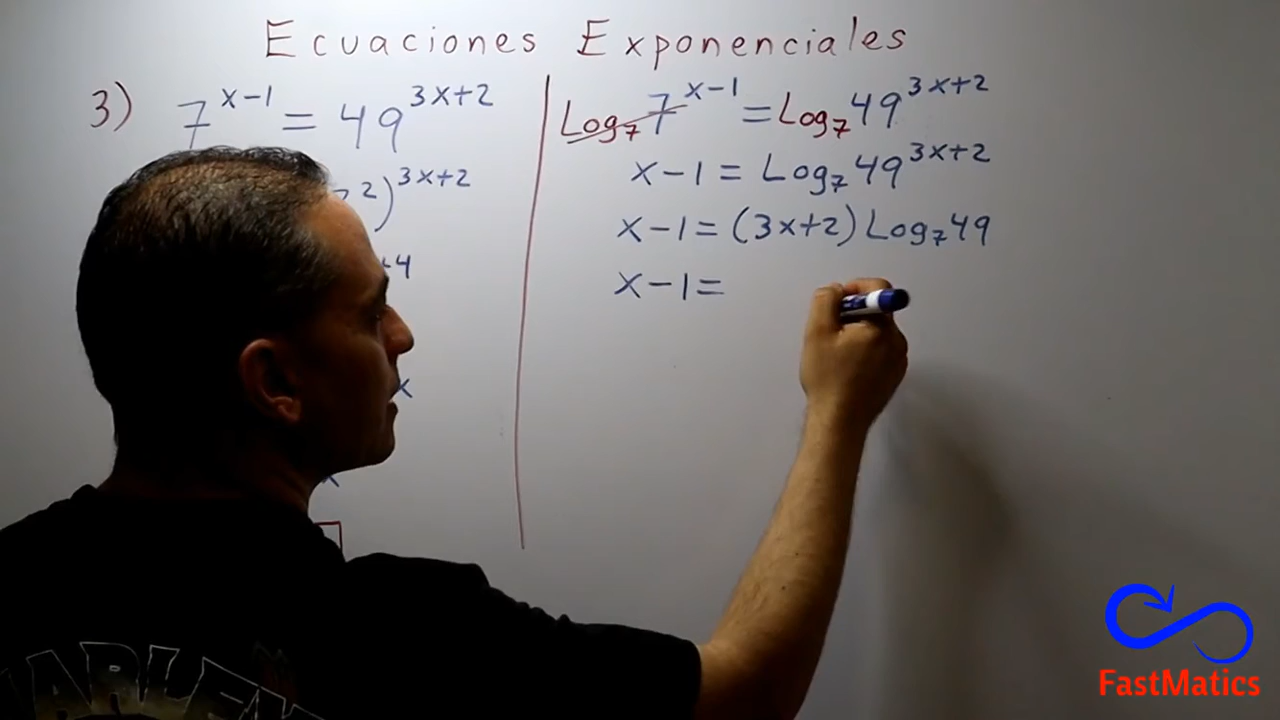 Ecuaciones Exponenciales
3) 7^{x-1} = 49^{3x+2}
²)^{3x+2}
+4
x
Log₇ 7^{x-1} = Log₇ 49^{3x+2}
x-1 = Log₇ 49^{3x+2}
x-1 = (3x+2) Log₇ 49
x-1 =
FastMatics